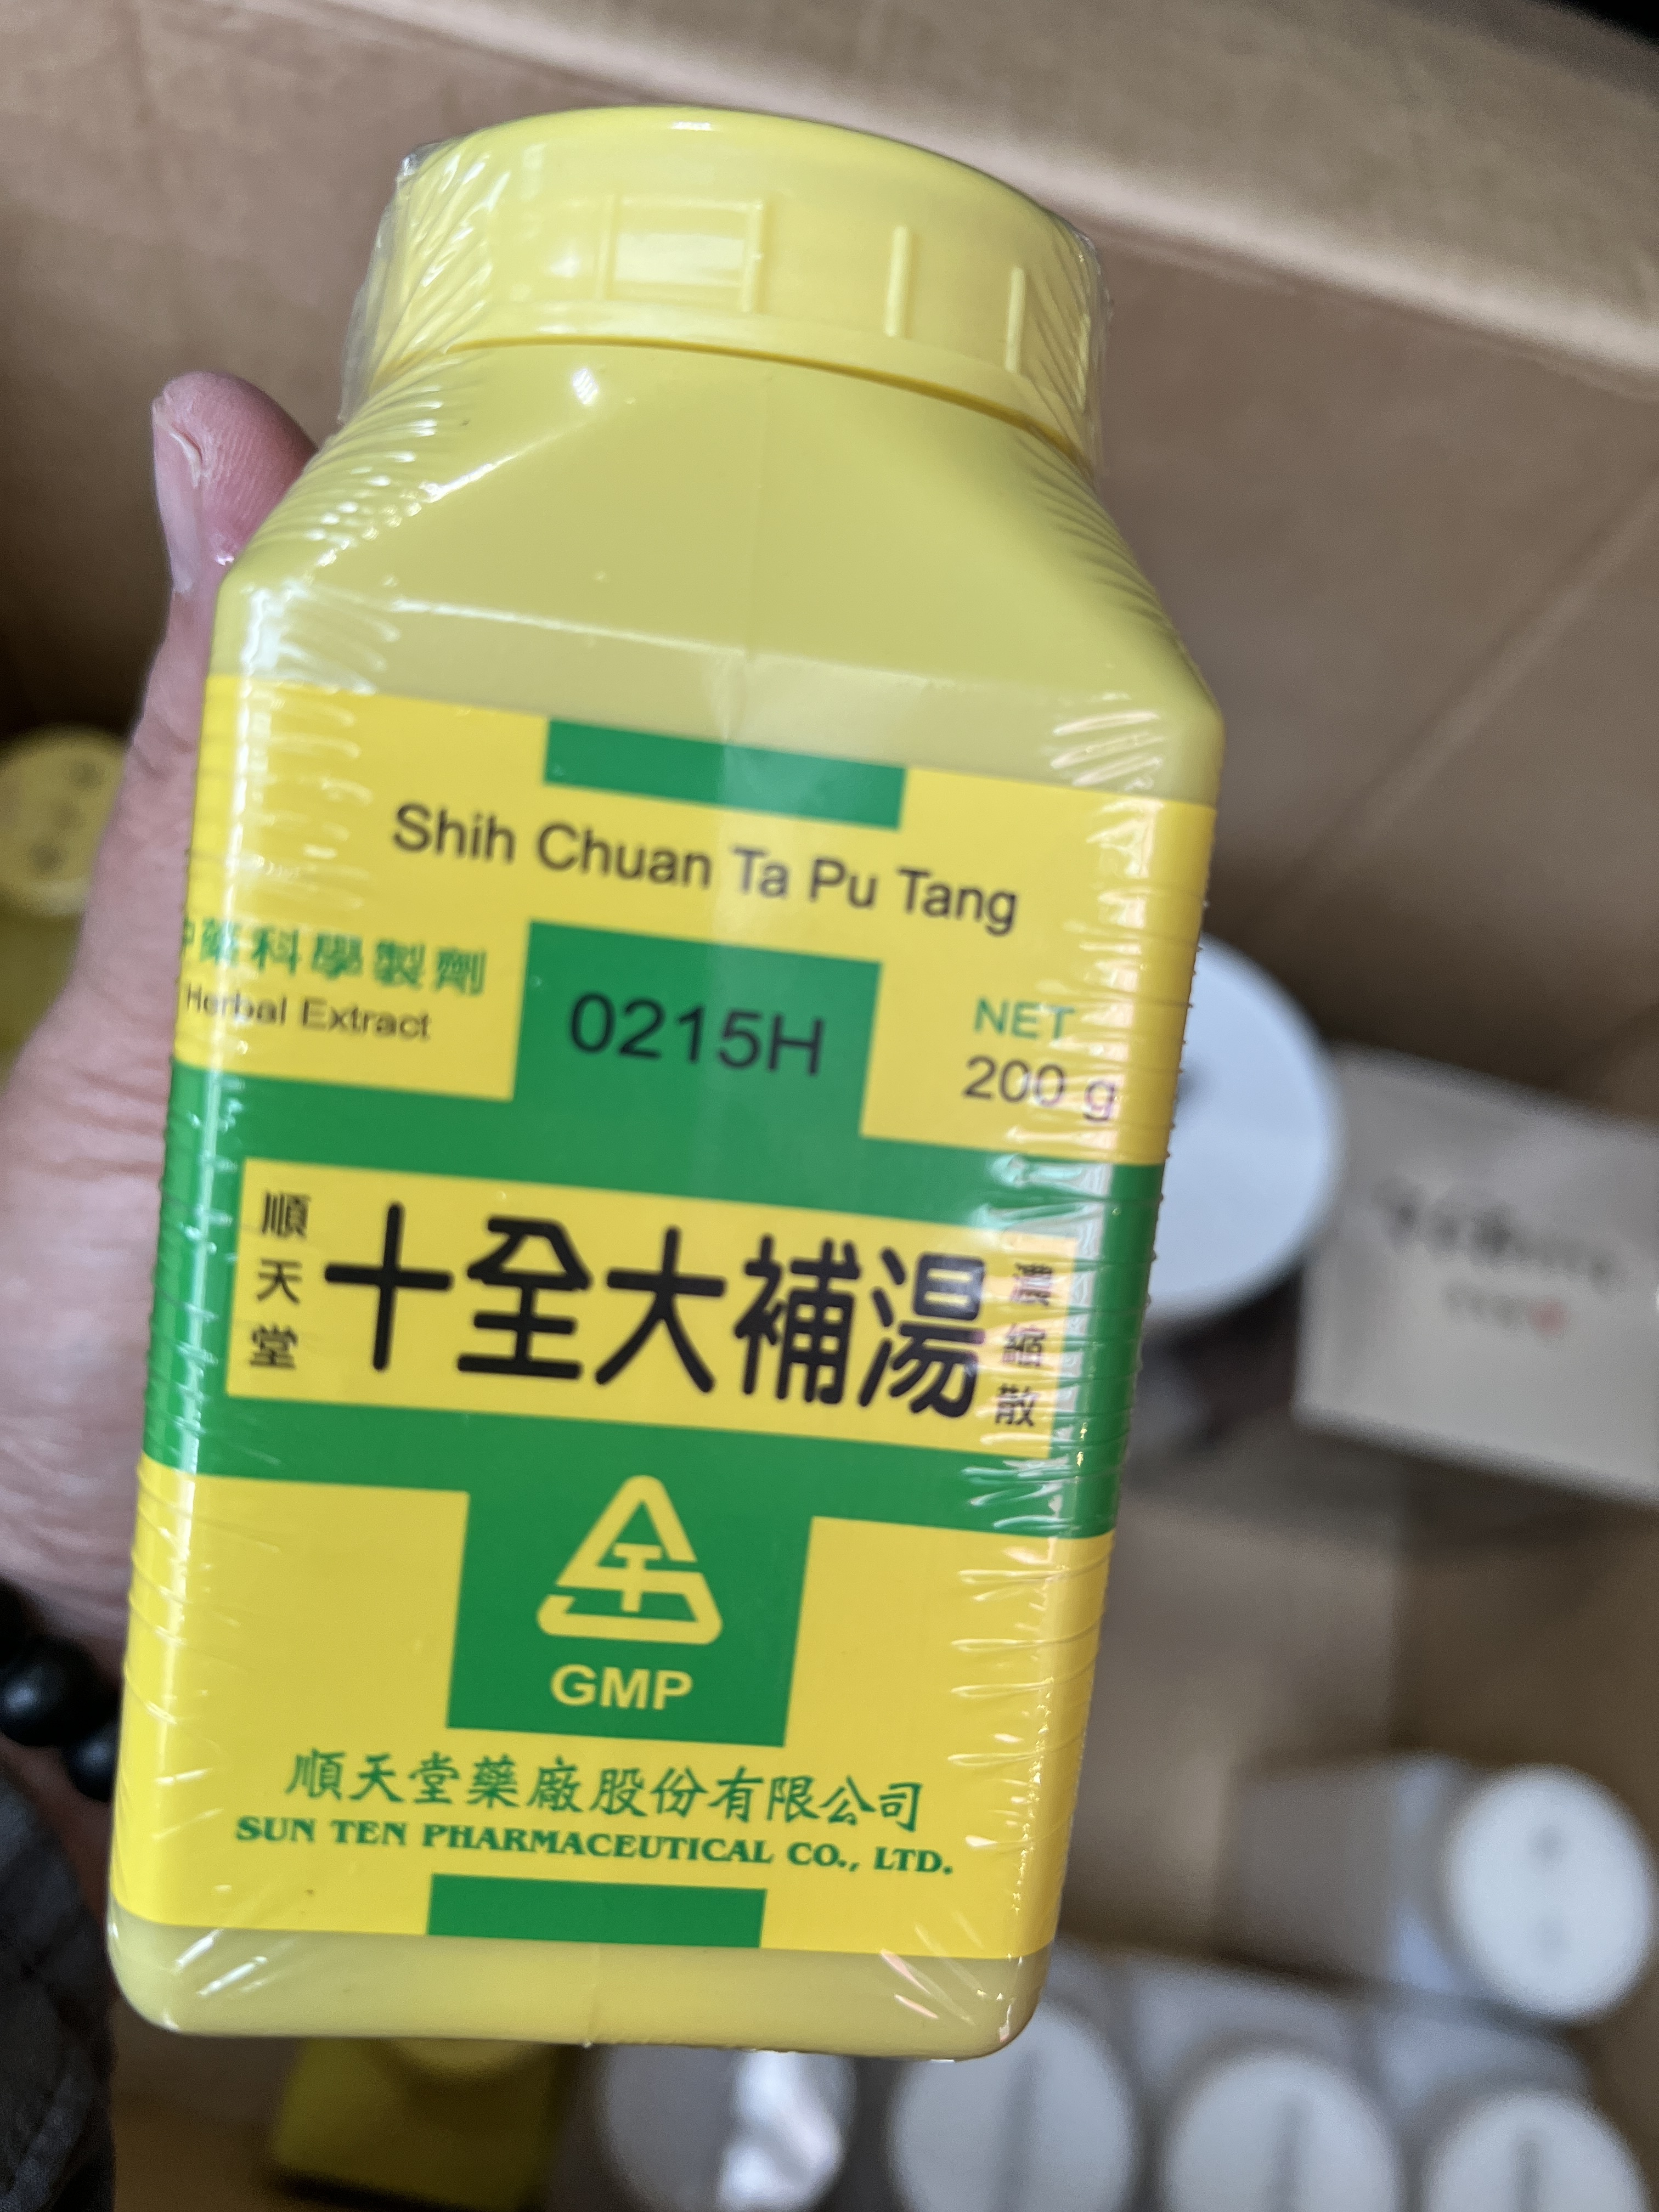 Shih Chuan Ta Pu Tang
中藥科學製劑
Herbal Extract
0215H
NET
200 g
順天堂
十全大補湯
濃縮散
GMP
順天堂藥廠股份有限公司
SUN TEN PHARMACEUTICAL CO., LTD.